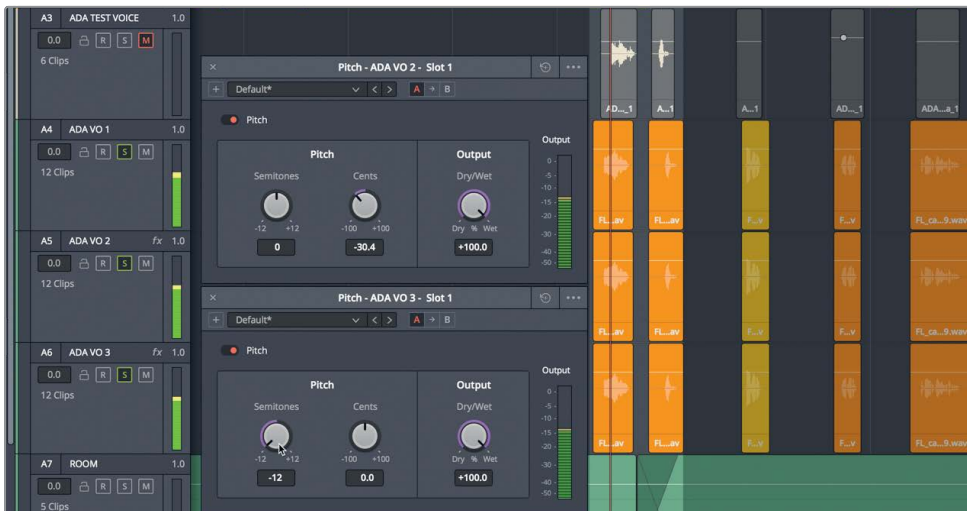 A3 ADA TEST VOICE 1.0
0.0 R S M
6 Clips
A4 ADA VO 1 1.0
0.0 R S M
12 Clips
A5 ADA VO 2 fx 1.0
0.0 R S M
12 Clips
A6 ADA VO 3 fx 1.0
0.0 R S M
12 Clips
A7 ROOM 1.0
0.0 R S M
5 Clips
× Pitch - ADA VO 2 - Slot 1 •••
+ Default* < > A → B
Pitch
Pitch Output
Semitones Cents Dry/Wet
-12 +12 -100 +100 Dry % Wet
0 -30.4 +100.0
Output
0
-5
-10
-15
-20
-30
-40
-50
× Pitch - ADA VO 3 - Slot 1 •••
+ Default* < > A → B
Pitch
Pitch Output
Semitones Cents Dry/Wet
-12 +12 -100 +100 Dry % Wet
-12 0.0 +100.0
Output
0
-5
-10
-15
-20
-30
-40
-50
AD..._1 A...1 A...1 AD..._1 ADA...a_1
FL...av FL...av F...v F...v FL_ca...9.wav
FL...av FL...av F...v F...v FL_ca...9.wav
FL...av FL...av F...v F...v FL_ca...9.wav